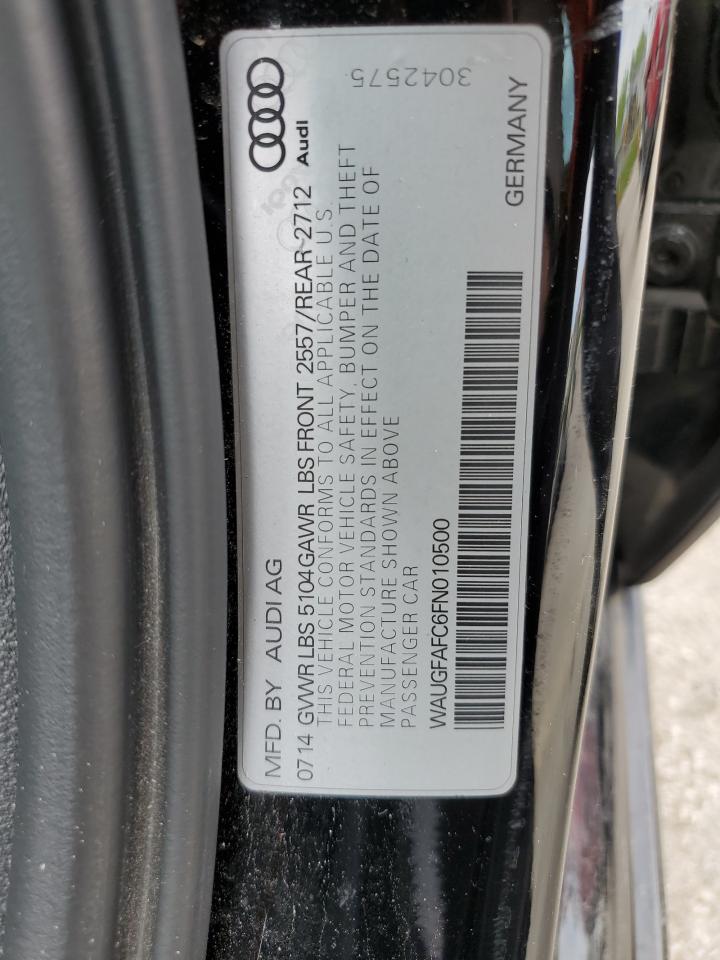 MFD. BY AUDI AG
Audi
0714 GVWR LBS 5104 GAWR LBS FRONT 2557/REAR 2712
THIS VEHICLE CONFORMS TO ALL APPLICABLE U.S.
FEDERAL MOTOR VEHICLE SAFETY, BUMPER AND THEFT
PREVENTION STANDARDS IN EFFECT ON THE DATE OF
MANUFACTURE SHOWN ABOVE
PASSENGER CAR
3042575
WAUGFAFC6FN010500
GERMANY